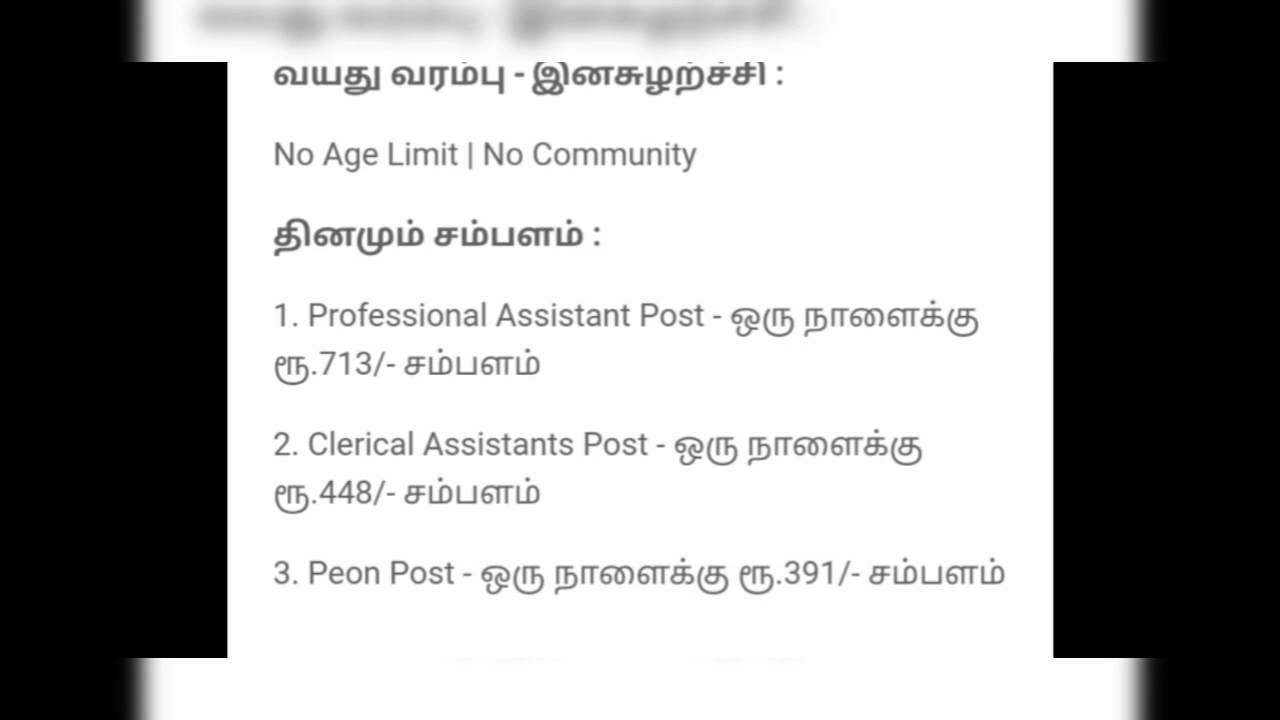 வயது வரம்பு - இனசுழற்ச்சி :
No Age Limit | No Community
தினமும் சம்பளம் :
1. Professional Assistant Post - ஒரு நாளைக்கு
ரூ.713/- சம்பளம்
2. Clerical Assistants Post - ஒரு நாளைக்கு
ரூ.448/- சம்பளம்
3. Peon Post - ஒரு நாளைக்கு ரூ.391/- சம்பளம்